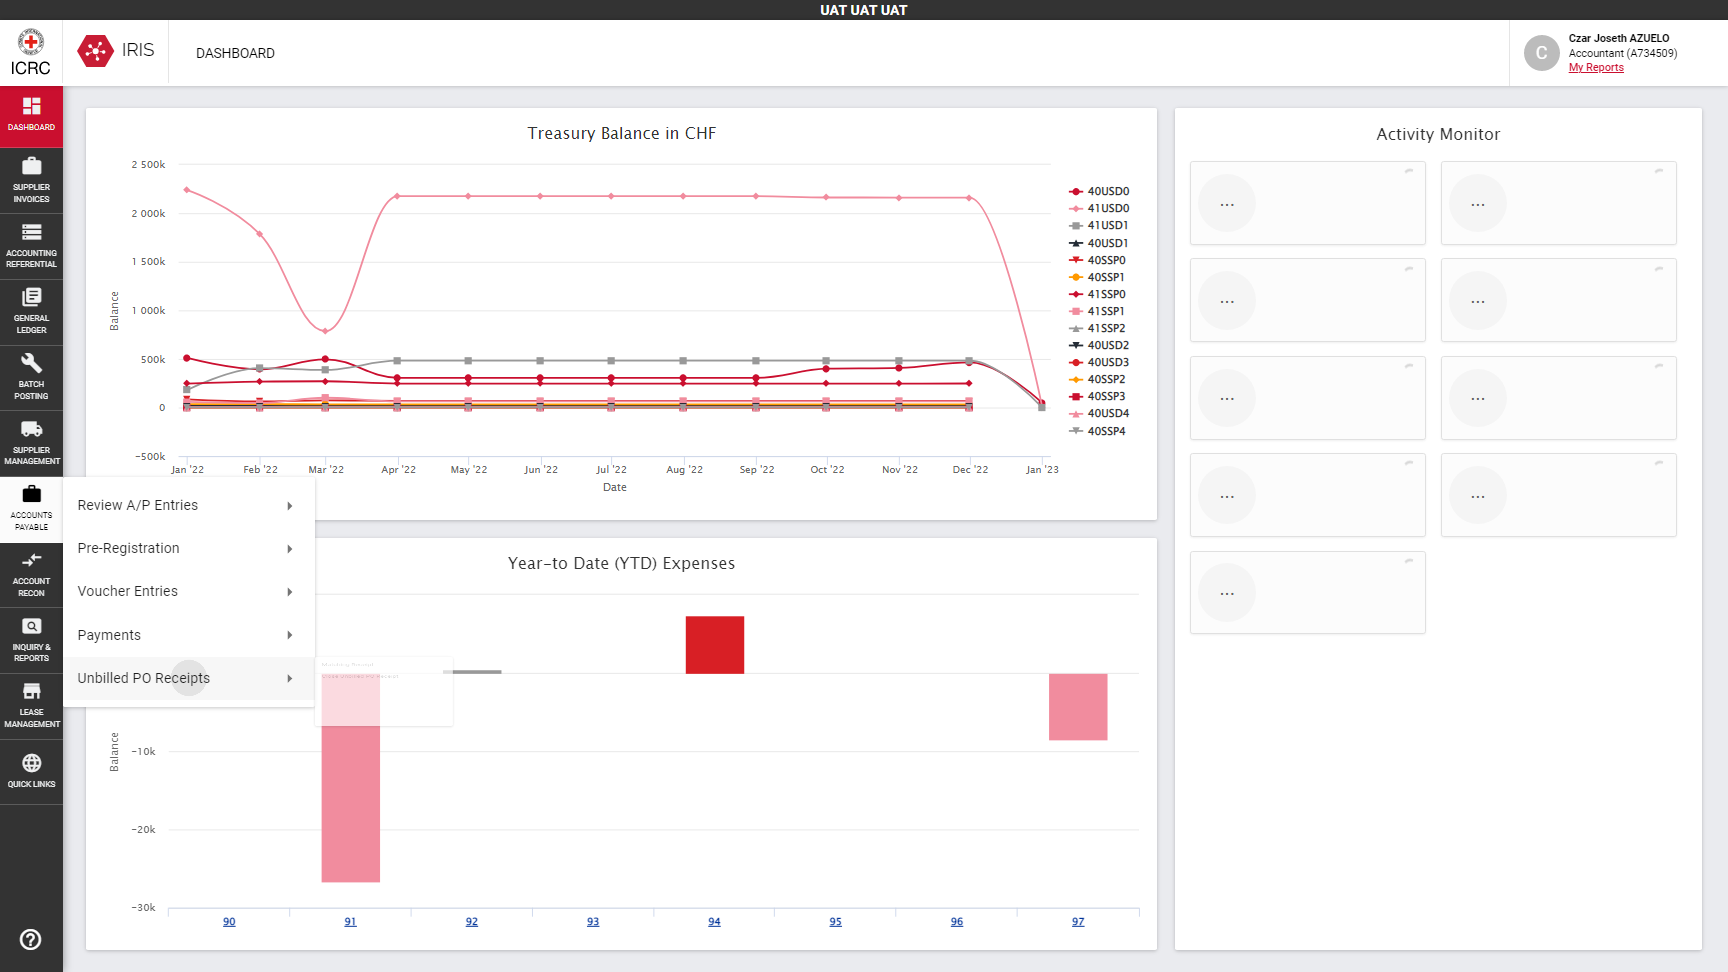 UAT UAT UAT
ICRC
IRIS
DASHBOARD
C
Czar Joseth AZUELO
Accountant (A734509)
My Reports
DASHBOARD
SUPPLIER
INVOICES
ACCOUNTING
REFERENTIAL
GENERAL
LEDGER
BATCH
POSTING
SUPPLIER
MANAGEMENT
ACCOUNTS
PAYABLE
ACCOUNT
RECON
INQUIRY &
REPORTS
LEASE
MANAGEMENT
QUICK LINKS
Review A/P Entries
Pre-Registration
Voucher Entries
Payments
Unbilled PO Receipts
Treasury Balance in CHF
2 500k
2 000k
1 500k
1 000k
500k
0
-500k
Balance
Jan '22 Feb '22 Mar '22 Apr '22 May '22 Jun '22 Jul '22 Aug '22 Sep '22 Oct '22 Nov '22 Dec '22 Jan '23
Date
40USD0
41USD0
41USD1
40USD1
40SSP0
40SSP1
41SSP0
41SSP1
41SSP2
40USD2
40USD3
40SSP2
40SSP3
40USD4
40SSP4
Year-to Date (YTD) Expenses
Balance
-10k
-20k
-30k
90 91 92 93 94 95 96 97
Activity Monitor
... ...
... ...
... ...
... ...
...